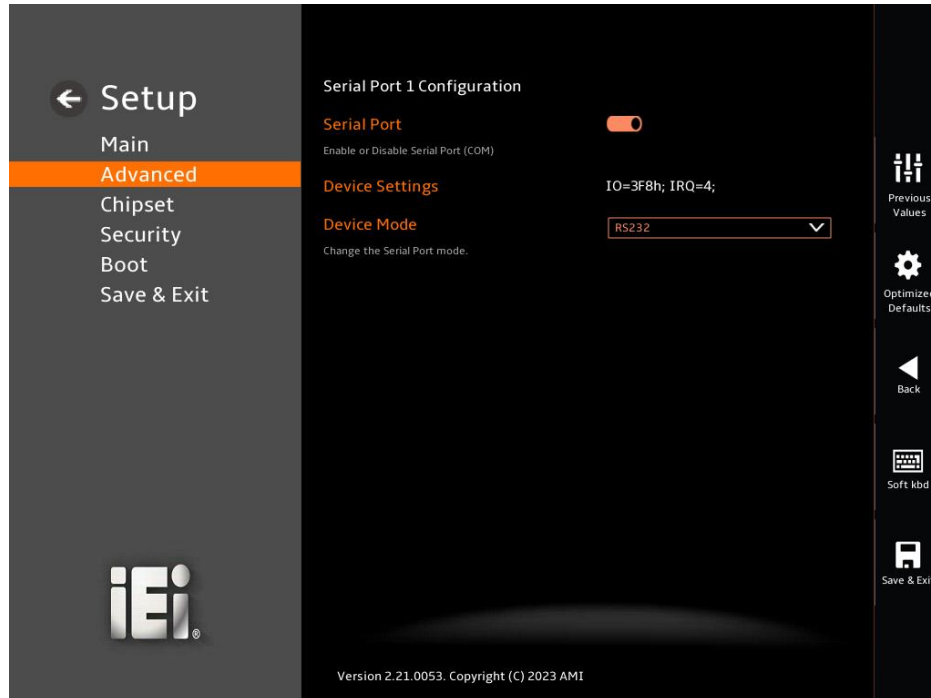 Setup
Main
Advanced
Chipset
Security
Boot
Save & Exit
iEi®
Serial Port 1 Configuration
Serial Port
Enable or Disable Serial Port (COM)
Device Settings IO=3F8h; IRQ=4;
Device Mode RS232
Change the Serial Port mode.
Version 2.21.0053. Copyright (C) 2023 AMI
Previous
Values
Optimized
Defaults
Back
Soft kbd
Save & Exi